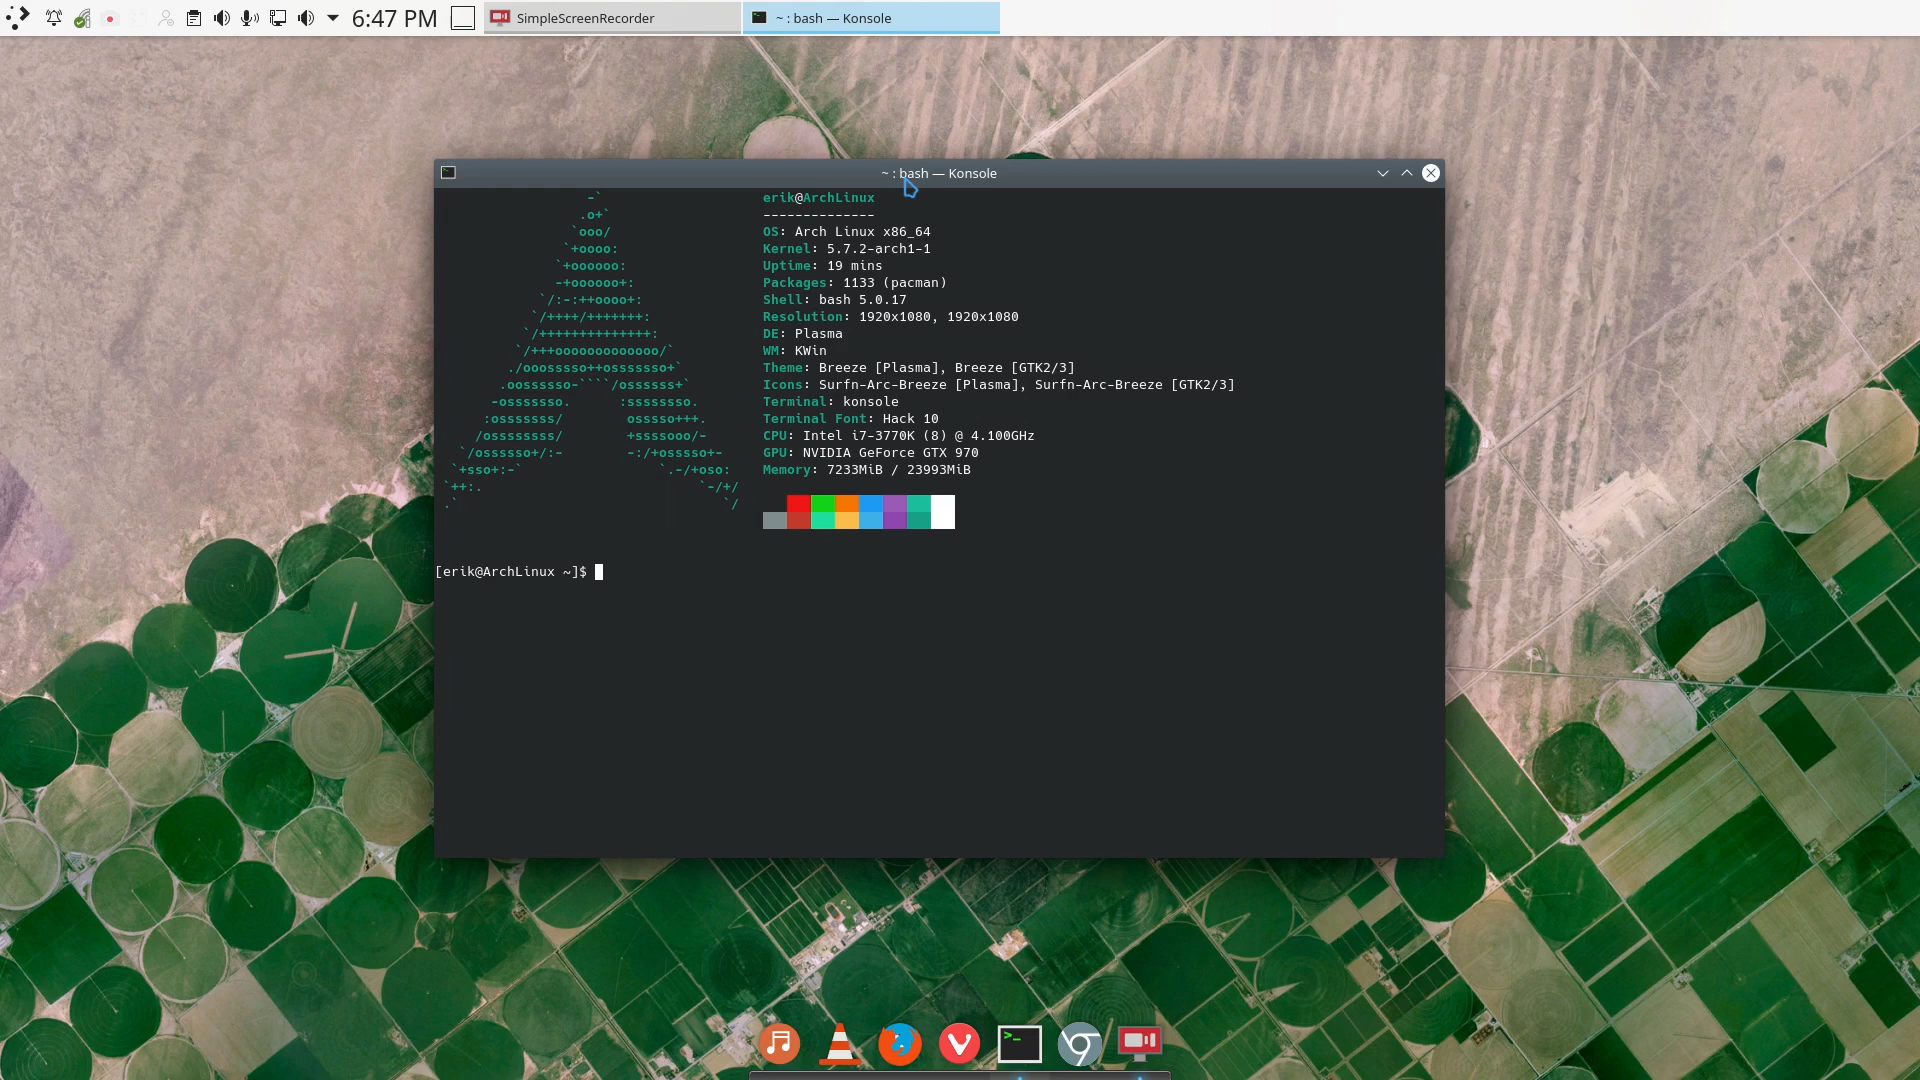 6:47 PM
SimpleScreenRecorder
~ : bash — Konsole
~ : bash — Konsole
erik@ArchLinux
--------------
OS: Arch Linux x86_64
Kernel: 5.7.2-arch1-1
Uptime: 19 mins
Packages: 1133 (pacman)
Shell: bash 5.0.17
Resolution: 1920x1080, 1920x1080
DE: Plasma
WM: KWin
Theme: Breeze [Plasma], Breeze [GTK2/3]
Icons: Surfn-Arc-Breeze [Plasma], Surfn-Arc-Breeze [GTK2/3]
Terminal: konsole
Terminal Font: Hack 10
CPU: Intel i7-3770K (8) @ 4.100GHz
GPU: NVIDIA GeForce GTX 970
Memory: 7233MiB / 23993MiB
[erik@ArchLinux ~]$